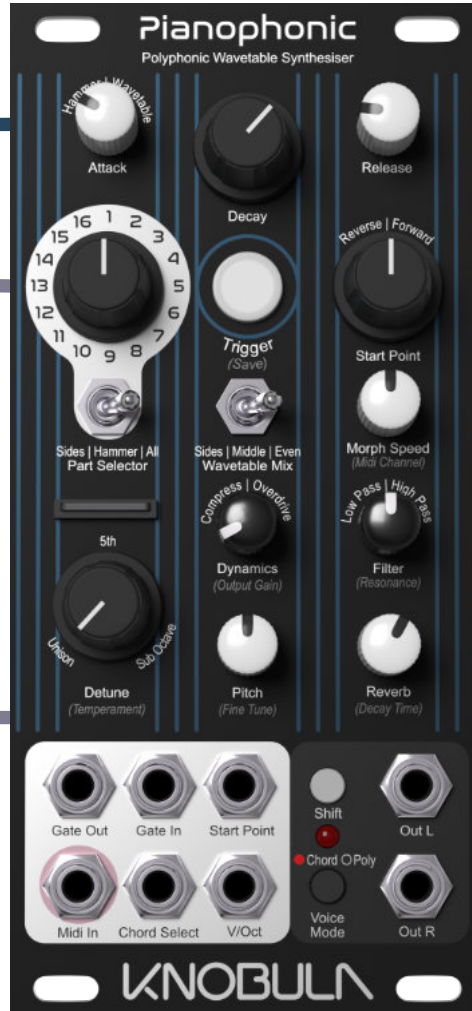 Pianophonic
Polyphonic Wavetable Synthesiser
Hammer | Wavetable
Attack
Decay
Release
1
2
3
4
5
6
7
8
9
10
11
12
13
14
15
16
Reverse | Forward
Trigger
(Save)
Start Point
Sides | Hammer | All
Part Selector
Sides | Middle | Even
Wavetable Mix
Morph Speed
(Midi Channel)
Compress | Overdrive
Dynamics
(Output Gain)
Low Pass | High Pass
Filter
(Resonance)
5th
Unison
Sub Octave
Detune
(Temperament)
Pitch
(Fine Tune)
Reverb
(Decay Time)
Gate Out
Gate In
Start Point
Shift
Out L
Chord
Poly
Midi In
Chord Select
V/Oct
Voice
Mode
Out R
KNOBULA